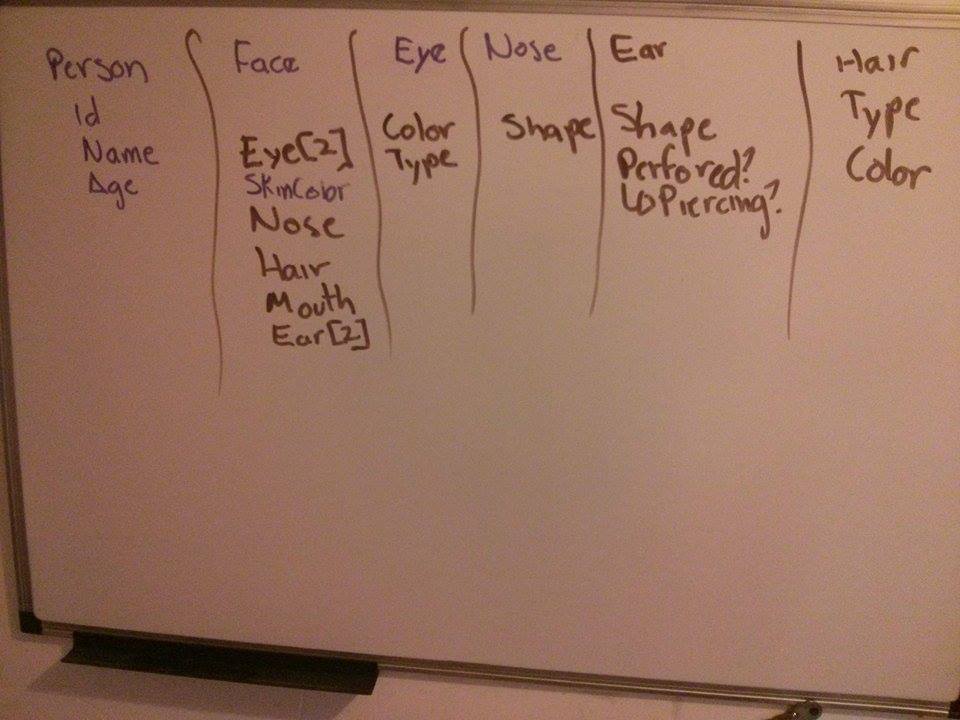 Person
Id
Name
Age
Face
Eye[2]
SkinColor
Nose
Hair
Mouth
Ear[2]
Eye
Color
Type
Nose
Shape
Ear
Shape
Perfored?
↳Piercing?
Hair
Type
Color